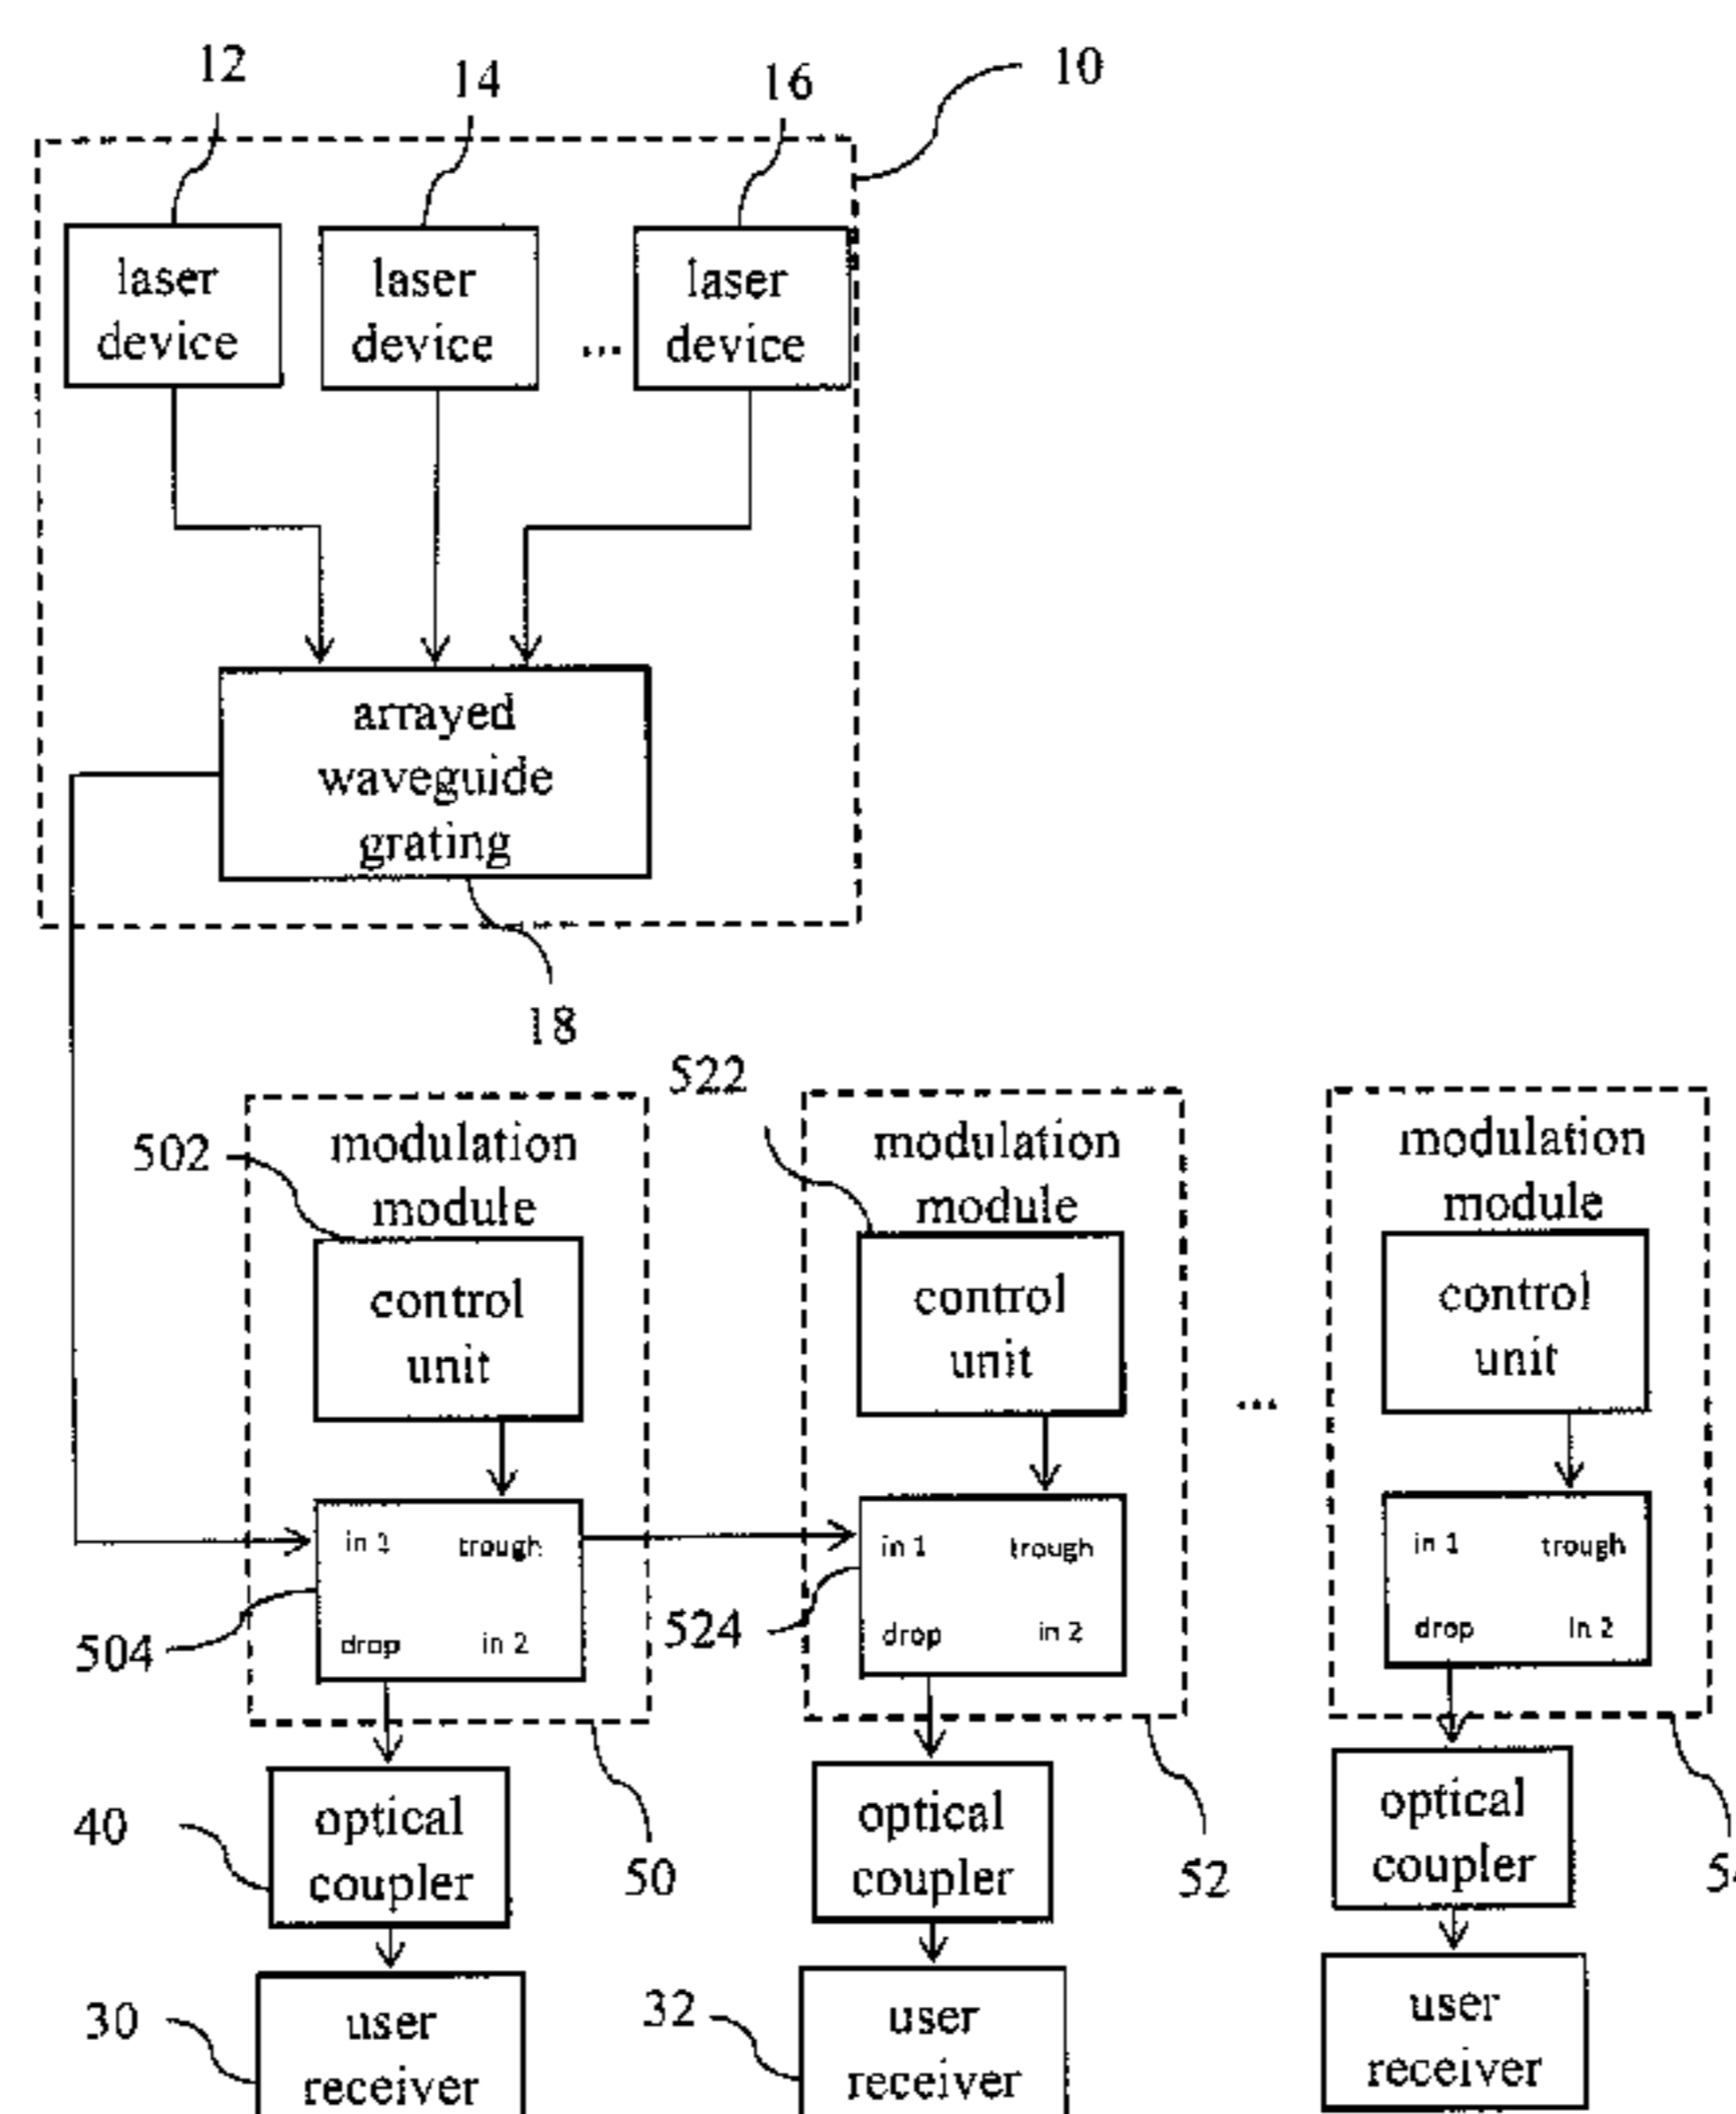 12
14
16
10
laser
device
laser
device
...
laser
device
arrayed
waveguide
grating
18
522
502
modulation
module
modulation
module
modulation
module
control
unit
control
unit
control
unit
...
in 1
trough
drop
in 2
in 1
trough
drop
in 2
in 1
trough
drop
in 2
504
524
40
optical
coupler
50
optical
coupler
52
optical
coupler
30
user
receiver
32
user
receiver
user
receiver